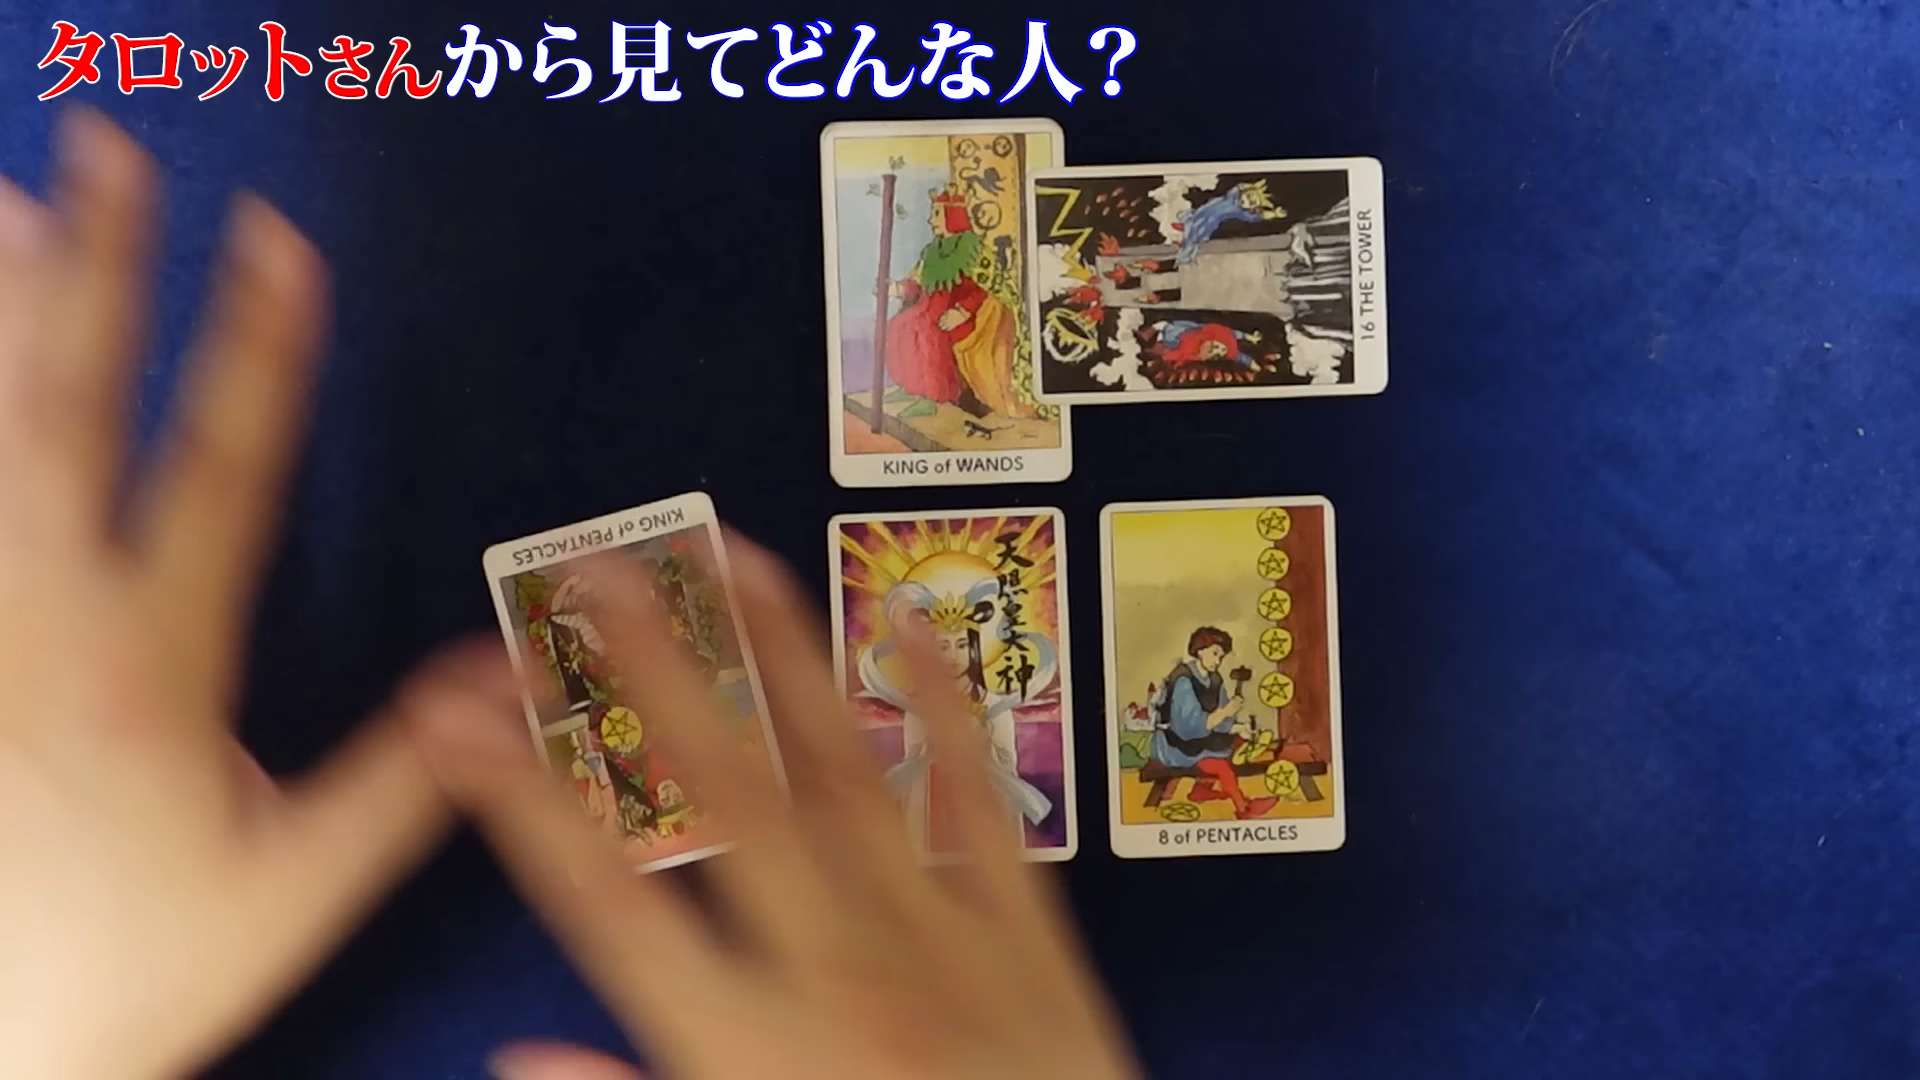 タロットさんから見てどんな人？
KING of WANDS
16 THE TOWER
KING of PENTACLES
天照皇大神
8 of PENTACLES